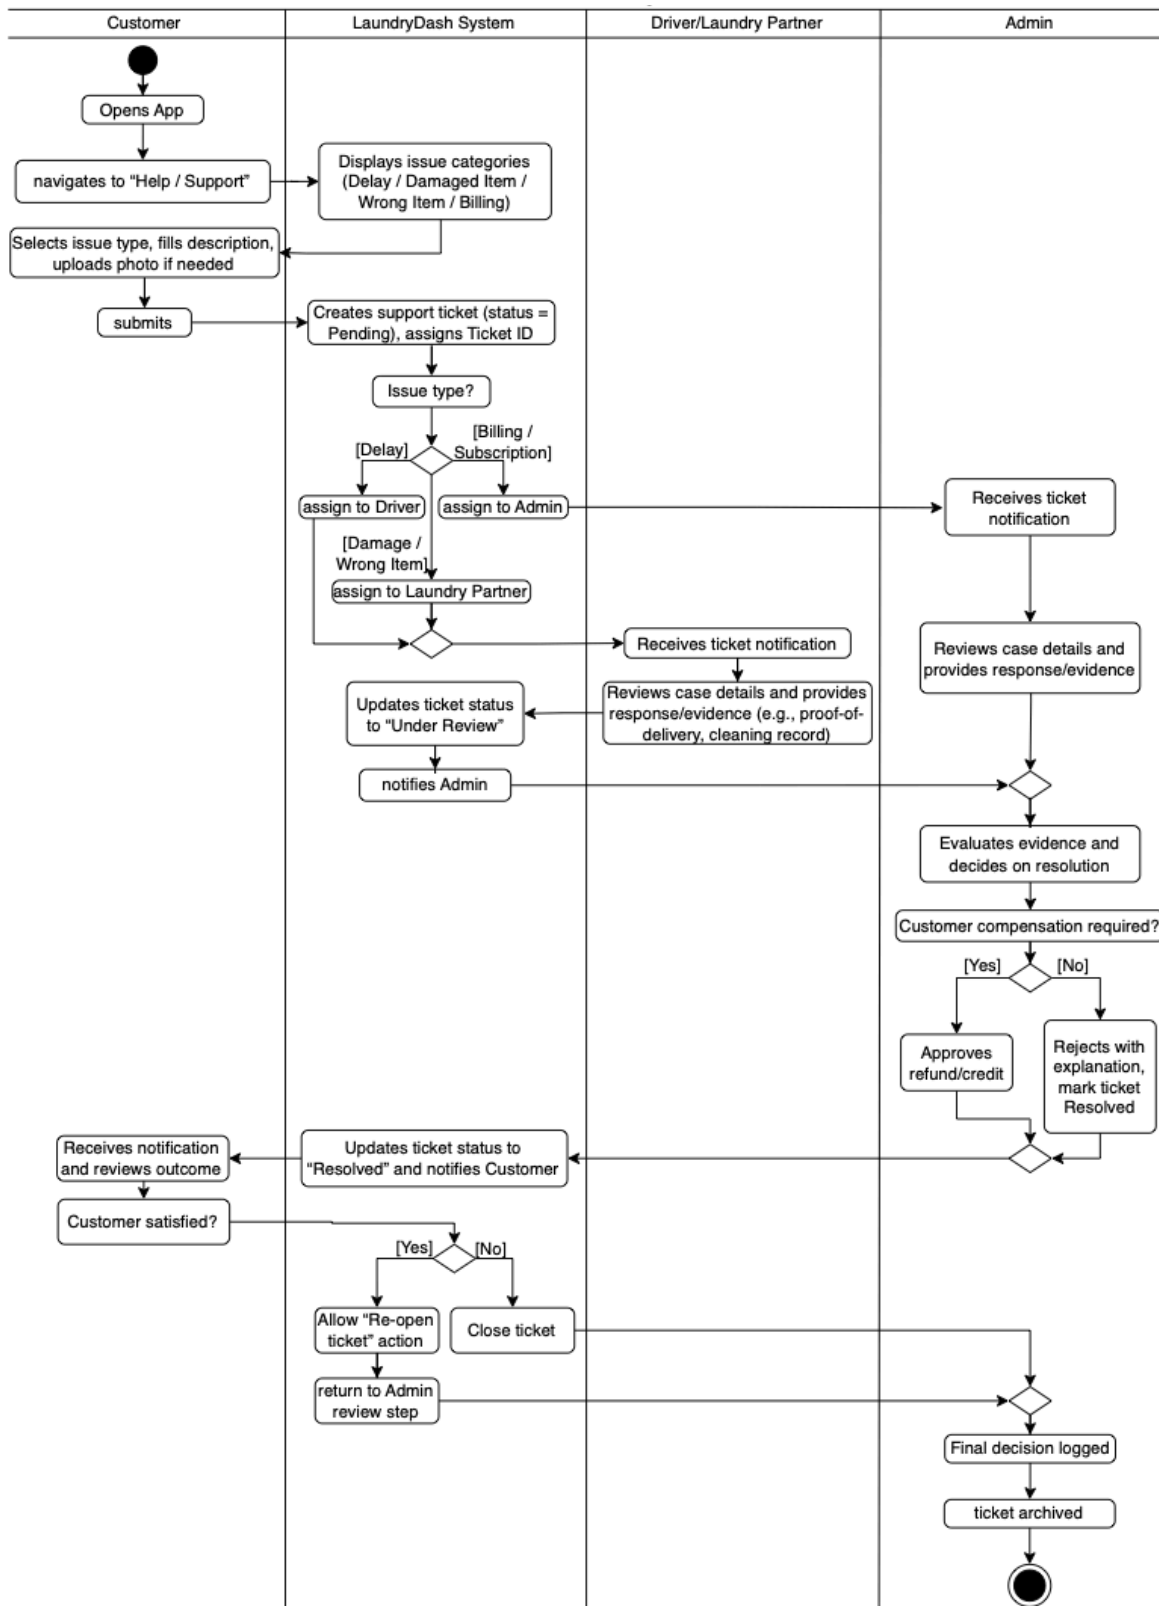 Customer
LaundryDash System
Driver/Laundry Partner
Admin
Opens App
navigates to “Help / Support”
Displays issue categories
(Delay / Damaged Item /
Wrong Item / Billing)
Selects issue type, fills description,
uploads photo if needed
submits
Creates support ticket (status =
Pending), assigns Ticket ID
Issue type?
[Delay]
[Billing /
Subscription]
assign to Driver
assign to Admin
Receives ticket
notification
[Damage /
Wrong Item]
assign to Laundry Partner
Receives ticket notification
Reviews case details and
provides response/evidence
Reviews case details and provides
response/evidence (e.g., proof-of-
delivery, cleaning record)
Updates ticket status
to “Under Review”
notifies Admin
Evaluates evidence and
decides on resolution
Customer compensation required?
[Yes]
[No]
Approves
refund/credit
Rejects with
explanation,
mark ticket
Resolved
Updates ticket status to
“Resolved” and notifies Customer
Receives notification
and reviews outcome
Customer satisfied?
[Yes]
[No]
Allow “Re-open
ticket” action
Close ticket
return to Admin
review step
Final decision logged
ticket archived